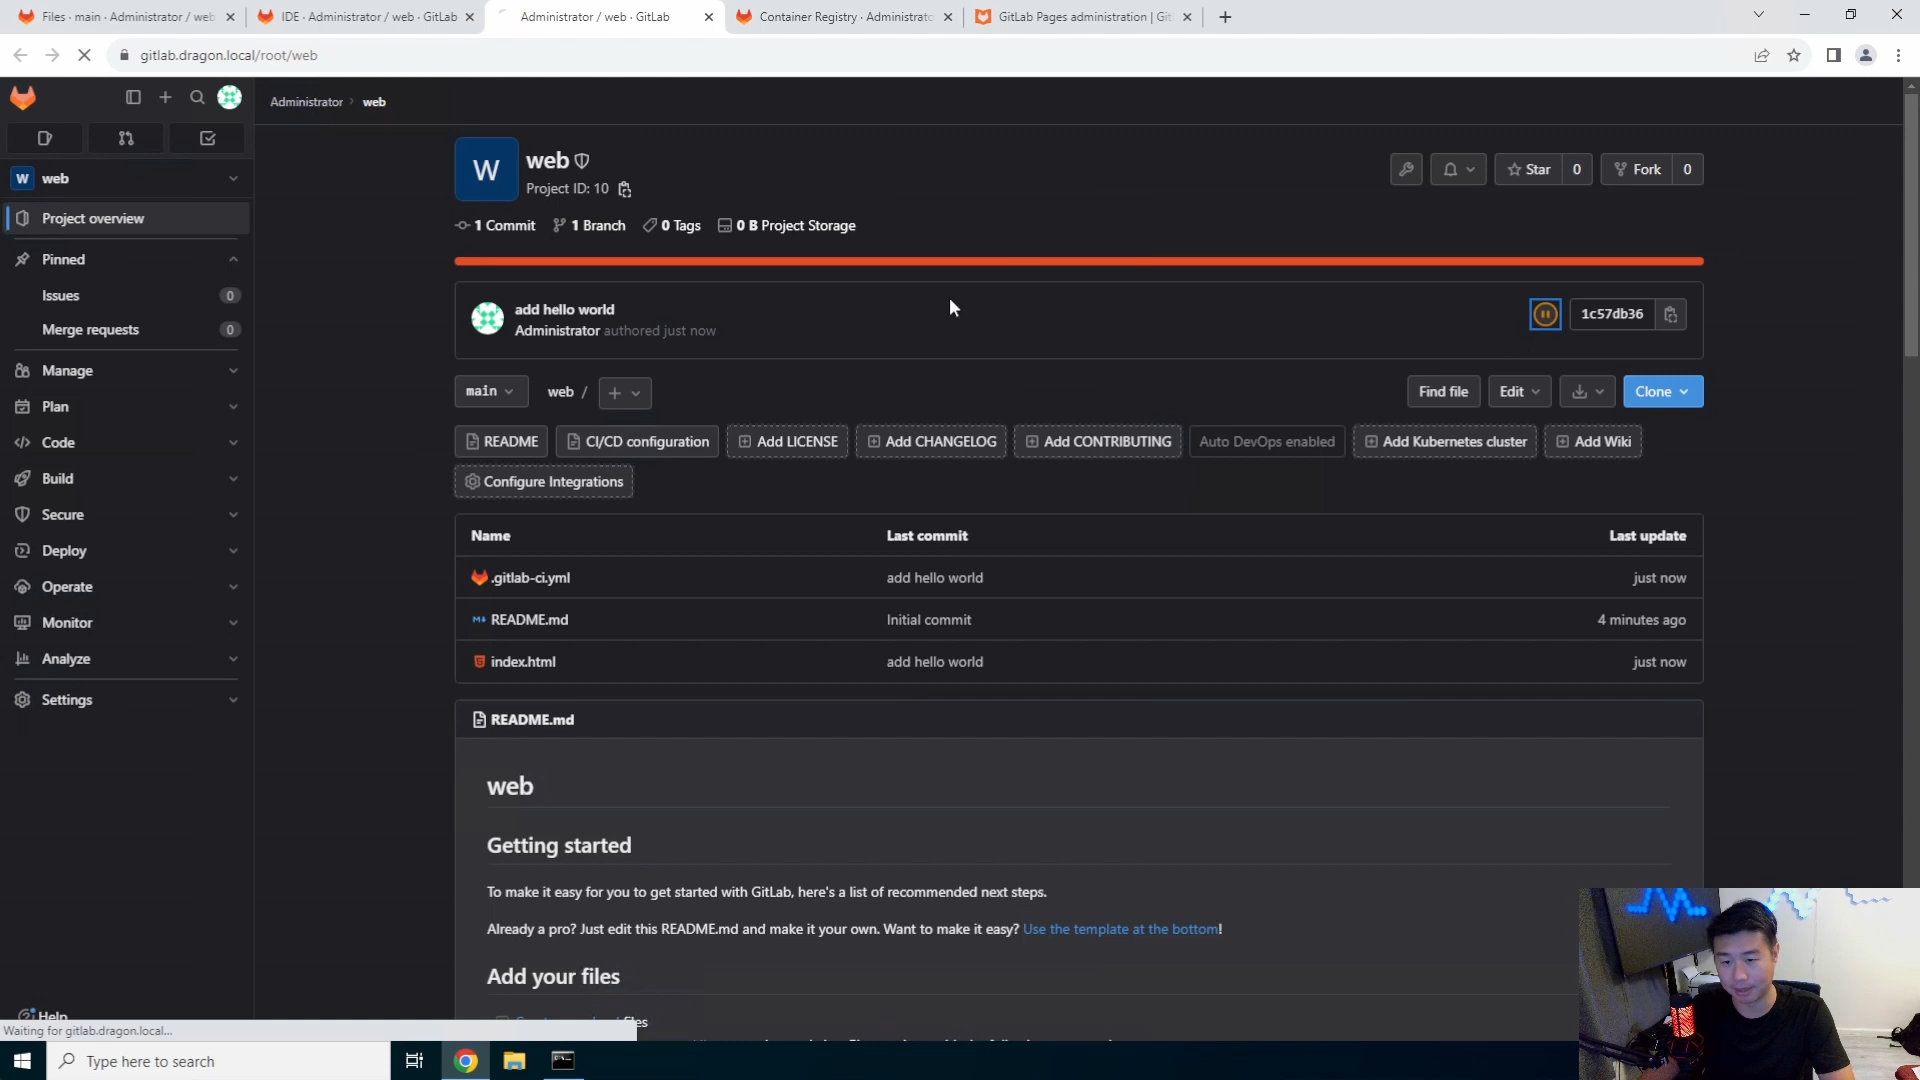 Files · main · Administrator / web
IDE · Administrator / web · GitLab
Administrator / web · GitLab
Container Registry · Administrato
GitLab Pages administration | Git
gitlab.dragon.local/root/web
Administrator > web
W web
Project overview
Pinned
Issues 0
Merge requests 0
Manage
Plan
Code
Build
Secure
Deploy
Operate
Monitor
Analyze
Settings
Help
W
web
Project ID: 10
Star 0
Fork 0
1 Commit 1 Branch 0 Tags 0 B Project Storage
add hello world
Administrator authored just now
1c57db36
main web /
Find file Edit Clone
README CI/CD configuration Add LICENSE Add CHANGELOG Add CONTRIBUTING Auto DevOps enabled Add Kubernetes cluster Add Wiki
Configure Integrations
Name Last commit Last update
.gitlab-ci.yml add hello world just now
README.md Initial commit 4 minutes ago
index.html add hello world just now
README.md
web
Getting started
To make it easy for you to get started with GitLab, here's a list of recommended next steps.
Already a pro? Just edit this README.md and make it your own. Want to make it easy? Use the template at the bottom!
Add your files
files
Waiting for gitlab.dragon.local...
Type here to search